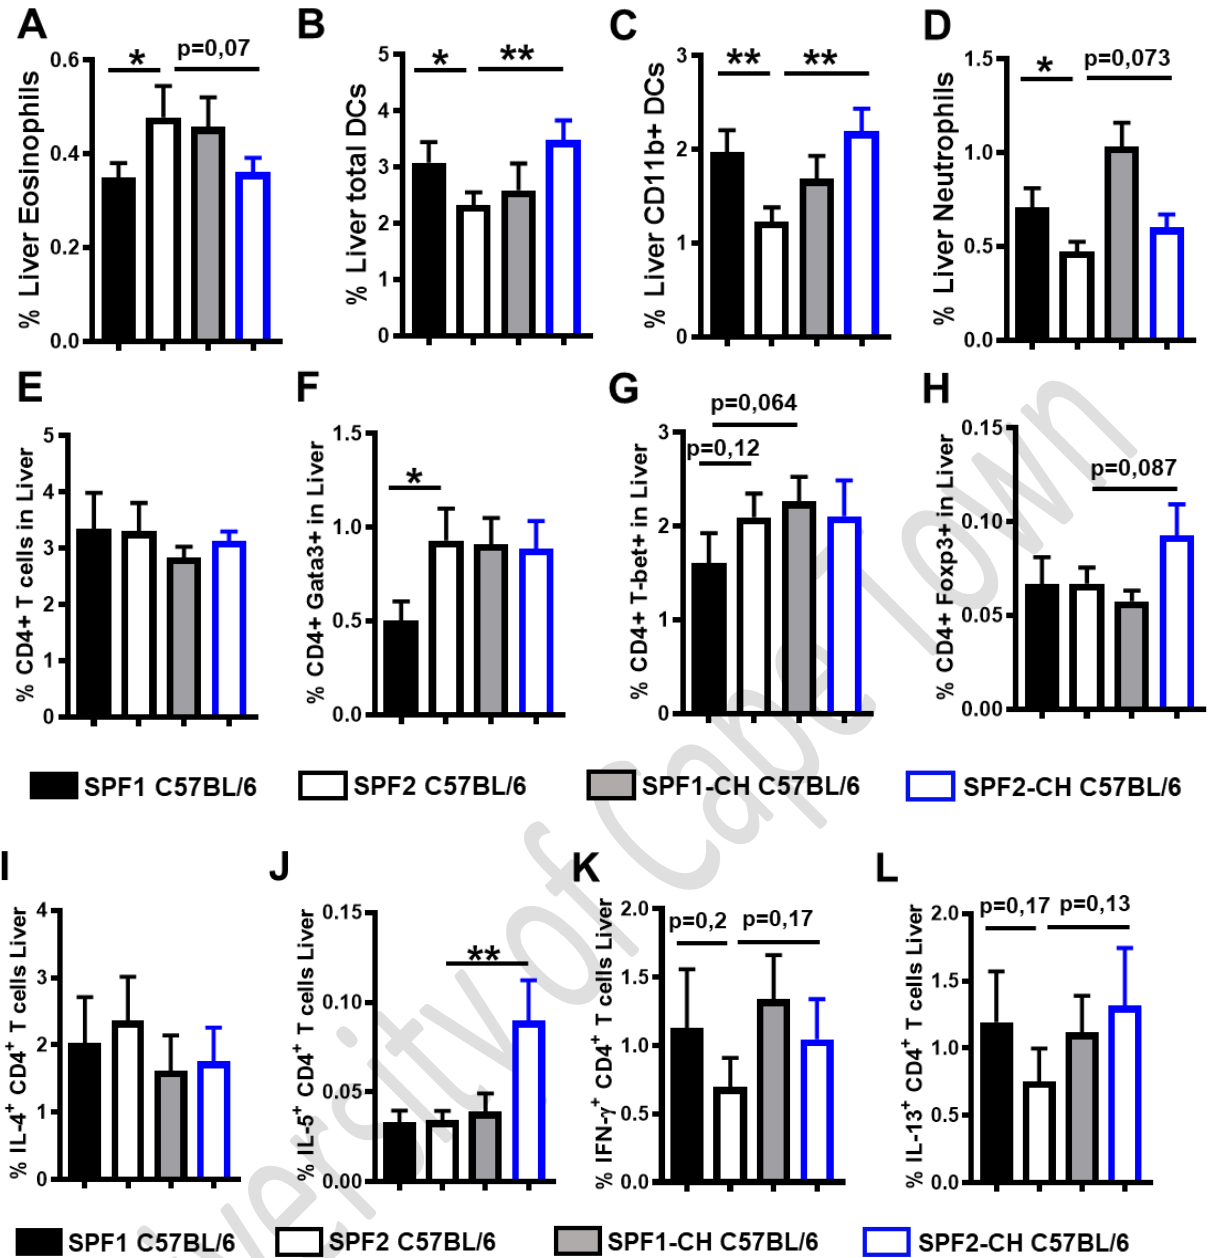 A
B
C
D
% Liver Eosinophils
0.6
0.4
0.2
0.0
*
p=0,07
% Liver total DCs
5
4
3
2
1
0
*
**
% Liver CD11b+ DCs
3
2
1
0
**
**
% Liver Neutrophils
1.5
1.0
0.5
0.0
*
p=0,073
E
F
G
H
% CD4+ T cells in Liver
5
4
3
2
1
0
% CD4+ Gata3+ in Liver
1.5
1.0
0.5
0.0
*
% CD4+ T-bet+ in Liver
3
2
1
0
p=0,064
p=0,12
% CD4+ Foxp3+ in Liver
0.15
0.10
0.05
0.00
p=0,087
SPF1 C57BL/6
SPF2 C57BL/6
SPF1-CH C57BL/6
SPF2-CH C57BL/6
I
J
K
L
% IL-4⁺ CD4⁺ T cells Liver
4
3
2
1
0
% IL-5⁺ CD4⁺ T cells Liver
0.15
0.10
0.05
0.00
**
% IFN-γ⁺ CD4⁺ T cells Liver
2.0
1.5
1.0
0.5
0.0
p=0,2
p=0,17
% IL-13⁺ CD4⁺ T cells Liver
2.0
1.5
1.0
0.5
0.0
p=0,17
p=0,13
SPF1 C57BL/6
SPF2 C57BL/6
SPF1-CH C57BL/6
SPF2-CH C57BL/6
iversity of Cape Town